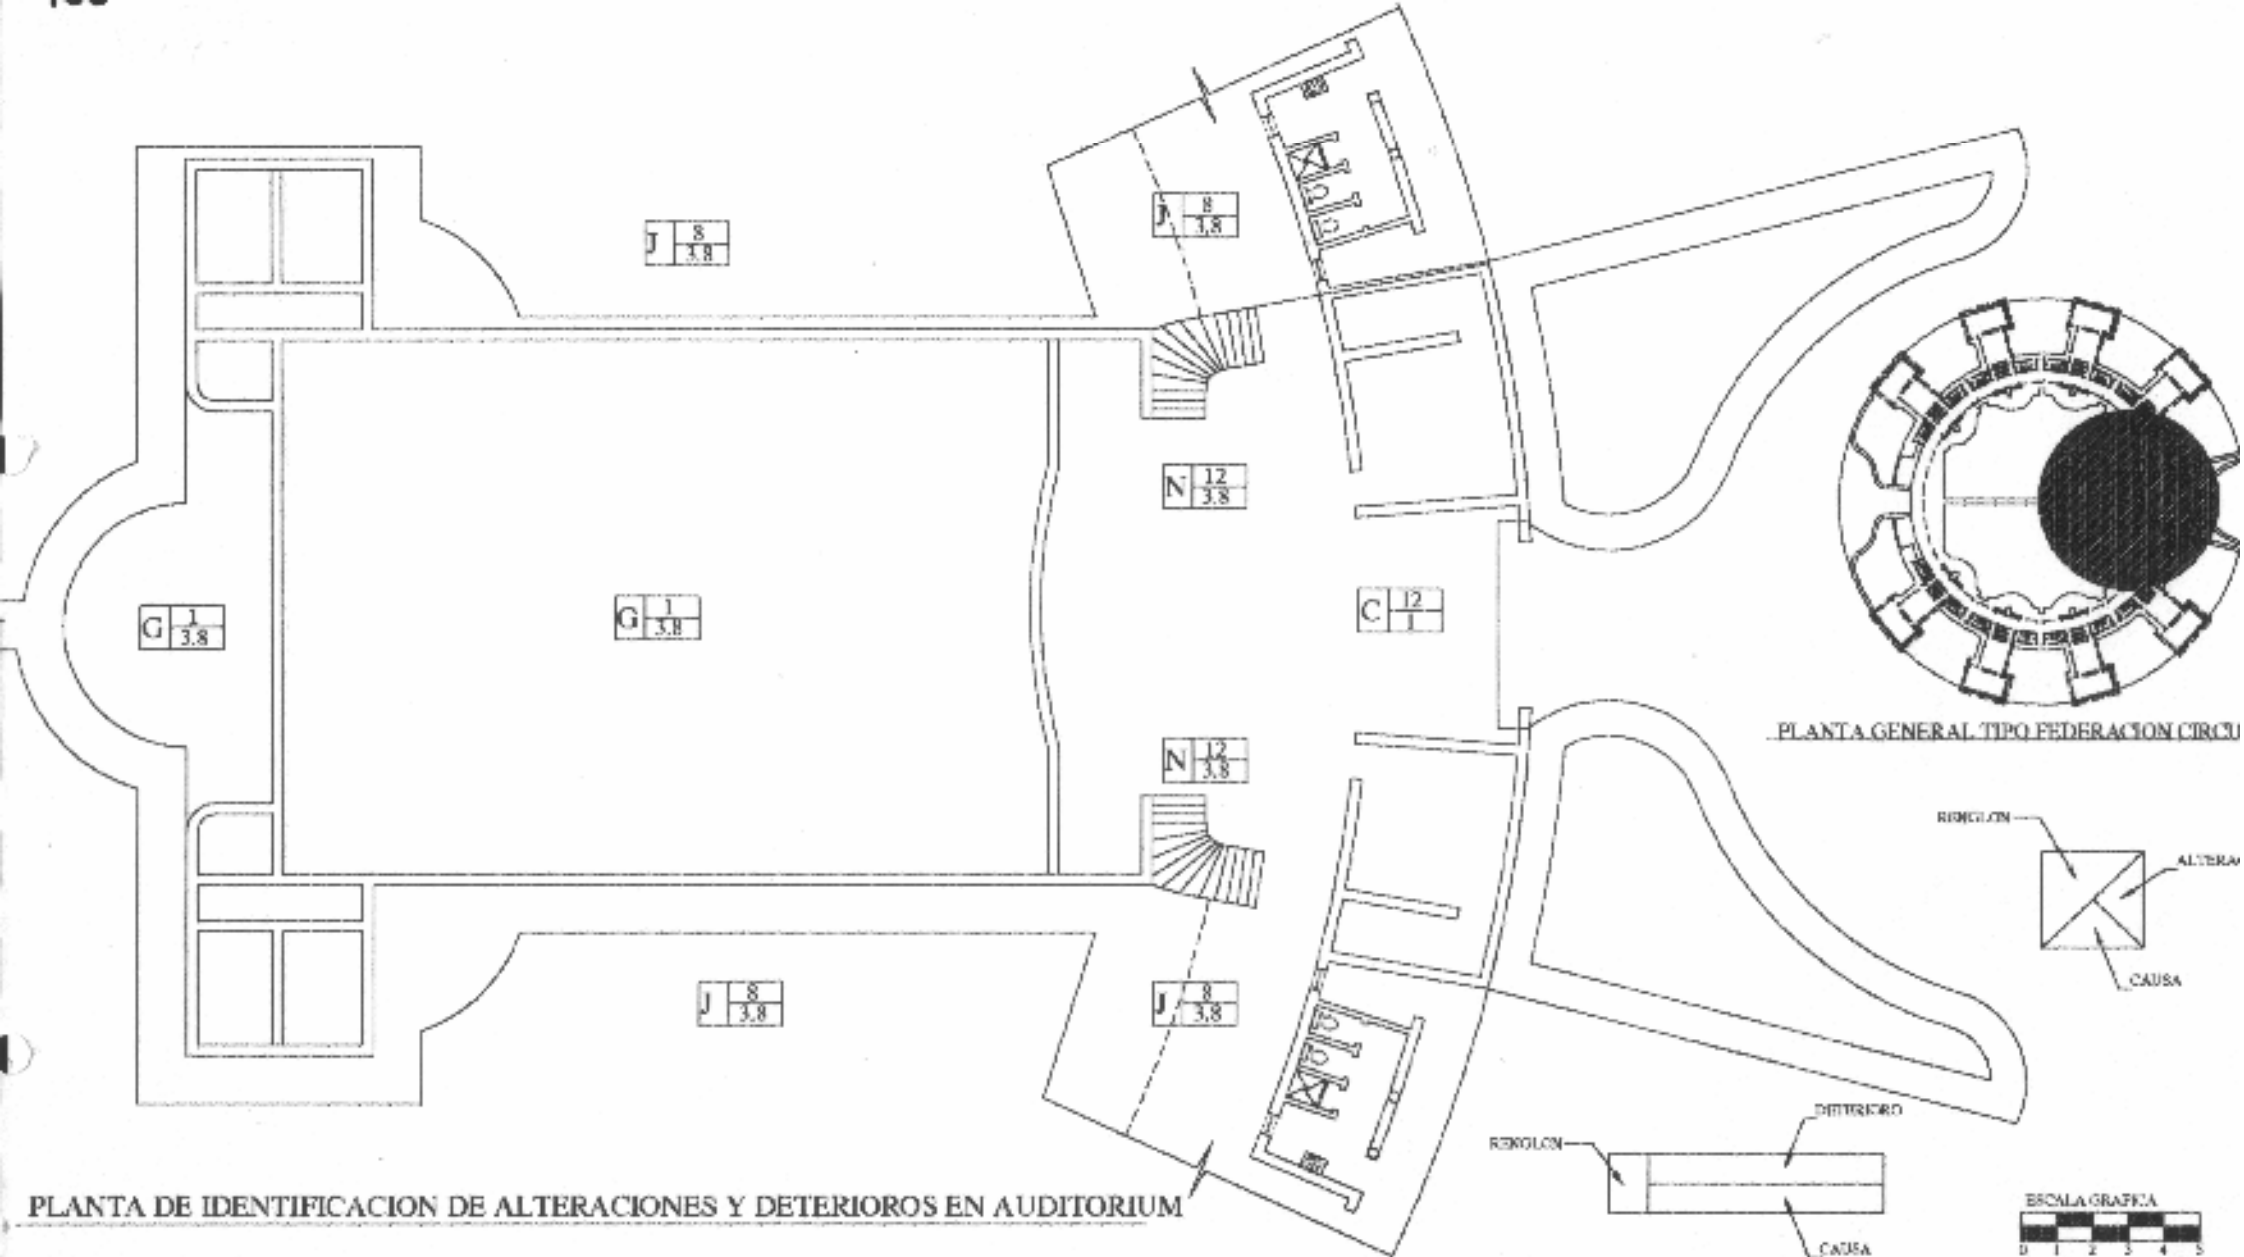 J 8
3.8
J 8
3.8
N 12
3.8
G 1
3.8
G 1
3.8
C 12
1
N 12
3.8
PLANTA GENERAL TIPO FEDERACION CIRCU
RENGLON
ALTERA
CAUSA
J 8
3.8
J 8
3.8
DETERIORO
RENGLON
CAUSA
PLANTA DE IDENTIFICACION DE ALTERACIONES Y DETERIOROS EN AUDITORIUM
ESCALA GRAFICA
0 1 2 3 4 5